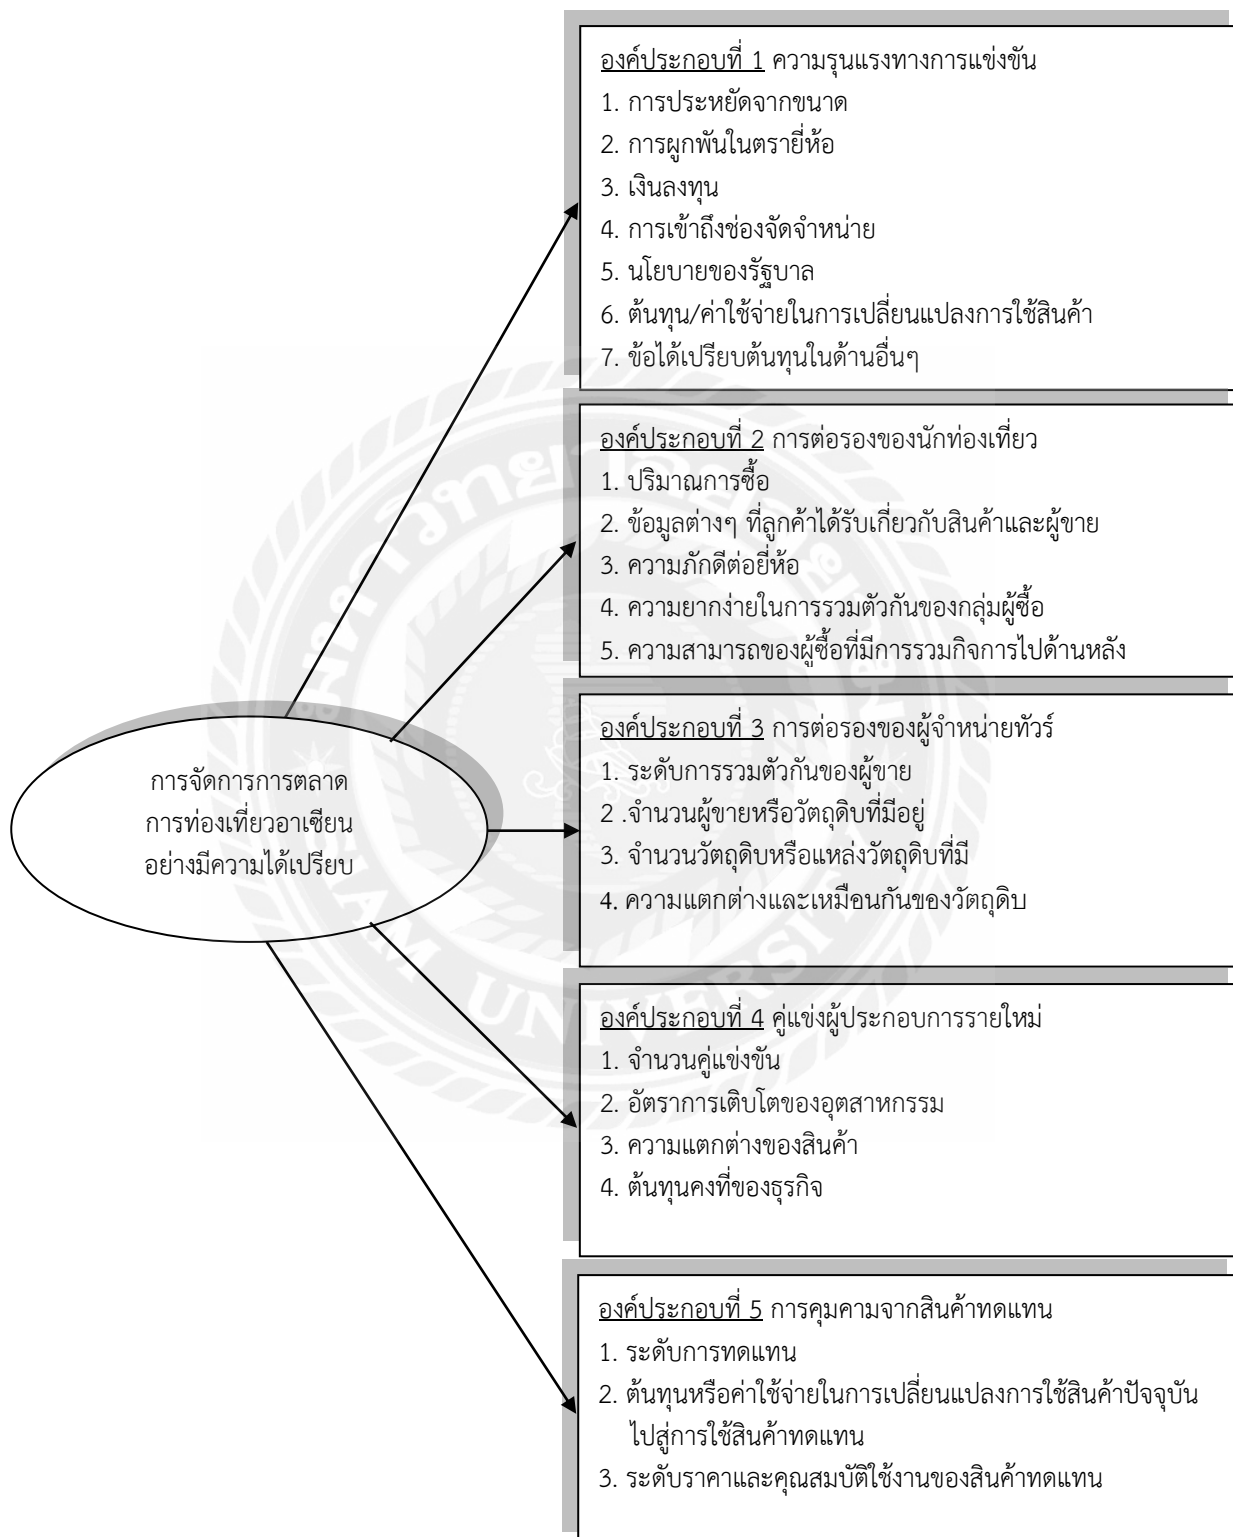 องค์ประกอบที่ 1 ความรุนแรงทางการแข่งขัน
1. การประหยัดจากขนาด
2. การผูกพันในตรายี่ห้อ
3. เงินลงทุน
4. การเข้าถึงช่องจัดจำหน่าย
5. นโยบายของรัฐบาล
6. ต้นทุน/ค่าใช้จ่ายในการเปลี่ยนแปลงการใช้สินค้า
7. ข้อได้เปรียบต้นทุนในด้านอื่นๆ
องค์ประกอบที่ 2 การต่อรองของนักท่องเที่ยว
1. ปริมาณการซื้อ
2. ข้อมูลต่างๆ ที่ลูกค้าได้รับเกี่ยวกับสินค้าและผู้ขาย
3. ความภักดีต่อยี่ห้อ
4. ความยากง่ายในการรวมตัวกันของกลุ่มผู้ซื้อ
5. ความสามารถของผู้ซื้อที่มีการรวมกิจการไปด้านหลัง
การจัดการการตลาด
การท่องเที่ยวอาเซียน
อย่างมีความได้เปรียบ
องค์ประกอบที่ 3 การต่อรองของผู้จำหน่ายทัวร์
1. ระดับการรวมตัวกันของผู้ขาย
2 .จำนวนผู้ขายหรือวัตถุดิบที่มีอยู่
3. จำนวนวัตถุดิบหรือแหล่งวัตถุดิบที่มี
4. ความแตกต่างและเหมือนกันของวัตถุดิบ
องค์ประกอบที่ 4 คู่แข่งผู้ประกอบการรายใหม่
1. จำนวนคู่แข่งขัน
2. อัตราการเติบโตของอุตสาหกรรม
3. ความแตกต่างของสินค้า
4. ต้นทุนคงที่ของธุรกิจ
องค์ประกอบที่ 5 การคุมคามจากสินค้าทดแทน
1. ระดับการทดแทน
2. ต้นทุนหรือค่าใช้จ่ายในการเปลี่ยนแปลงการใช้สินค้าปัจจุบัน
ไปสู่การใช้สินค้าทดแทน
3. ระดับราคาและคุณสมบัติใช้งานของสินค้าทดแทน
มหาวิทยาลัยสยาม
SIAM UNIVERSITY